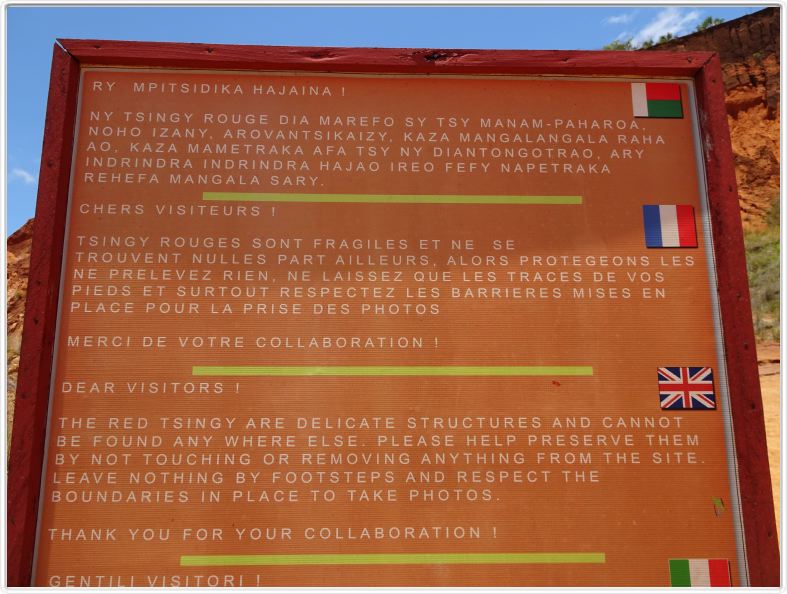 RY MPITSIDIKA HAJAINA !
NY TSINGY ROUGE DIA MAREFO SY TSY MANAM-PAHAROA,
NOHO IZANY, AROVANTSIKAIZY, KAZA MANGALANGALA RAHA
AO, KAZA MAMETRAKA AFA TSY NY DIANTONGOTRAO, ARY
INDRINDRA INDRINDRA HAJAO IREO FEFY NAPETRAKA
REHEFA MANGALA SARY.
CHERS VISITEURS !
TSINGY ROUGES SONT FRAGILES ET NE SE
TROUVENT NULLES PART AILLEURS, ALORS PROTEGEONS LES
NE PRELEVEZ RIEN, NE LAISSEZ QUE LES TRACES DE VOS
PIEDS ET SURTOUT RESPECTEZ LES BARRIERES MISES EN
PLACE POUR LA PRISE DES PHOTOS
MERCI DE VOTRE COLLABORATION !
DEAR VISITORS !
THE RED TSINGY ARE DELICATE STRUCTURES AND CANNOT
BE FOUND ANY WHERE ELSE. PLEASE HELP PRESERVE THEM
BY NOT TOUCHING OR REMOVING ANYTHING FROM THE SITE.
LEAVE NOTHING BY FOOTSTEPS AND RESPECT THE
BOUNDARIES IN PLACE TO TAKE PHOTOS.
THANK YOU FOR YOUR COLLABORATION !
GENTILI VISITORI !